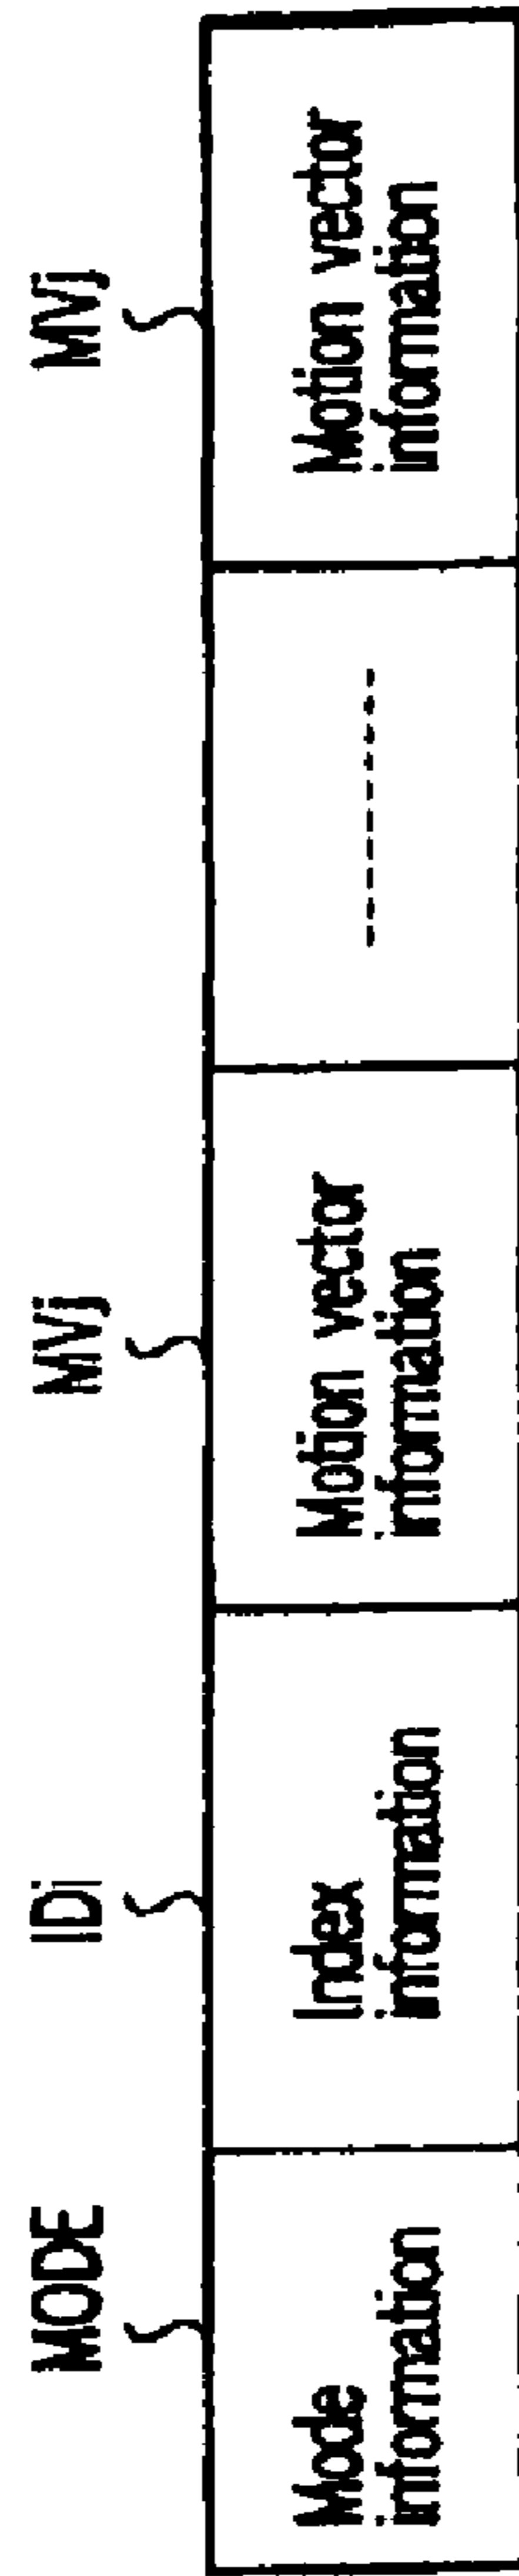 MODE
IDi
MVj
MVj
Mode
information
Index
information
Motion vector
information
Motion vector
information